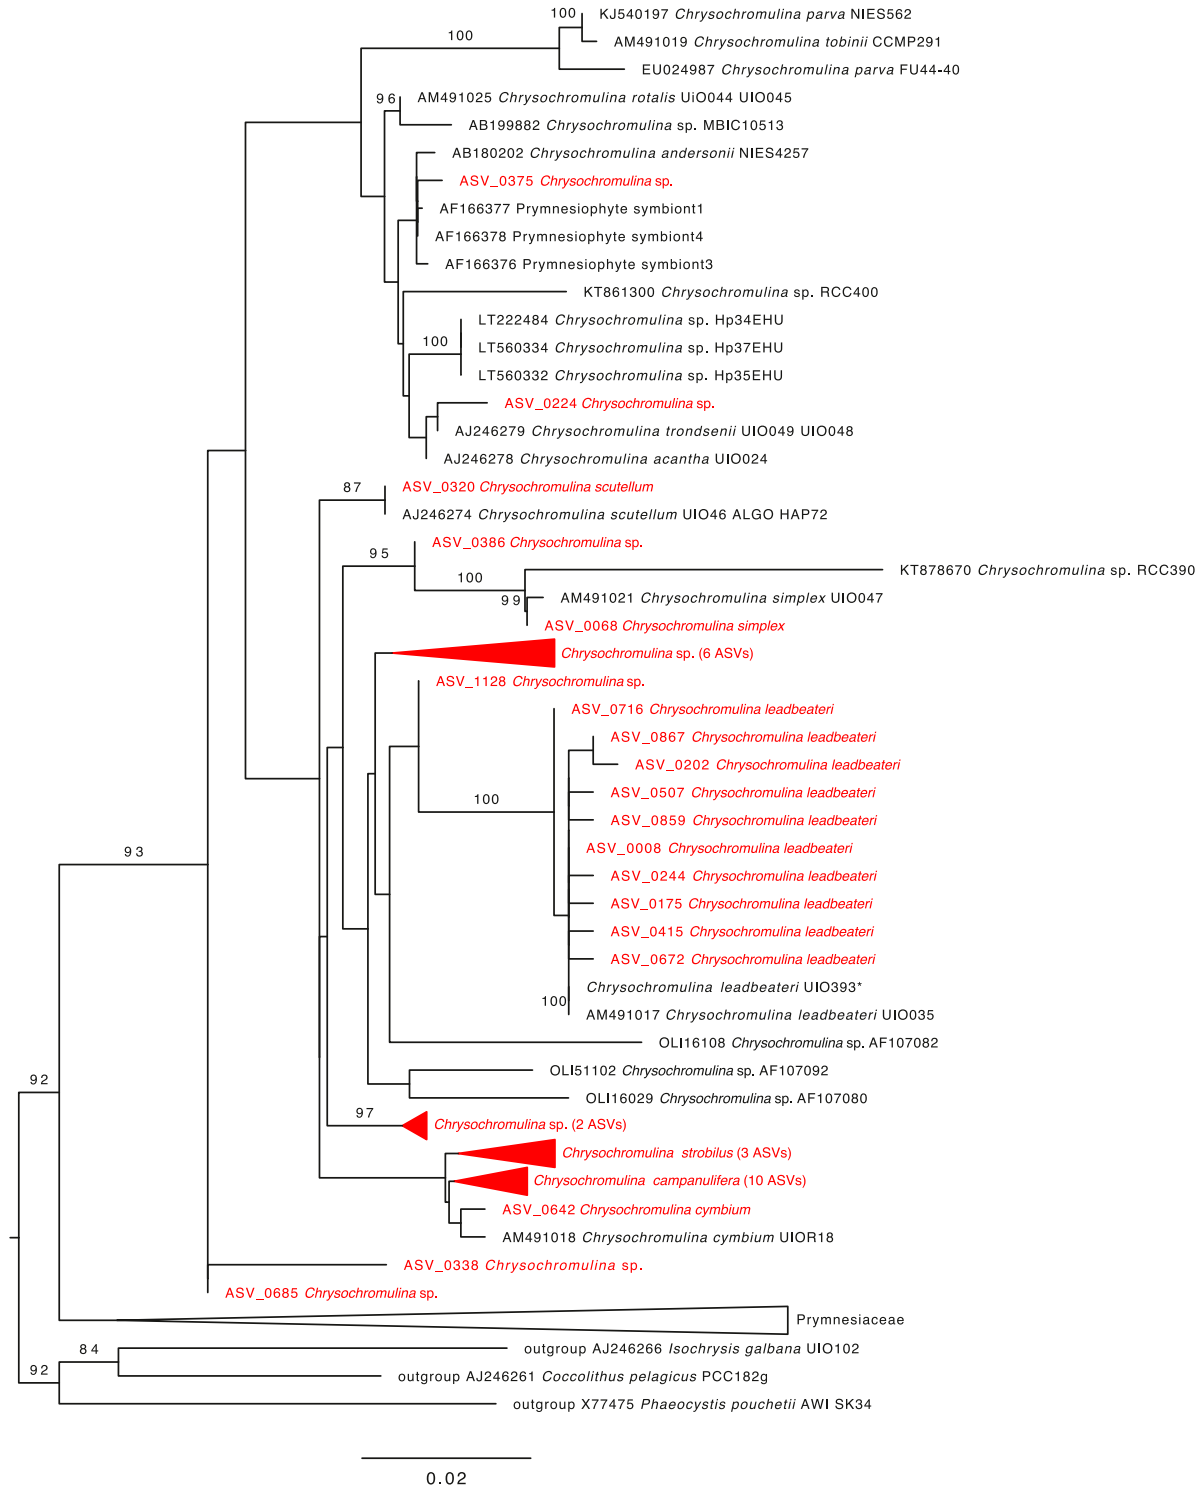 100 KJ540197 Chrysochromulina parva NIES562
100 AM491019 Chrysochromulina tobinii CCMP291
EU024987 Chrysochromulina parva FU44-40
96 AM491025 Chrysochromulina rotalis UiO044 UIO045
AB199882 Chrysochromulina sp. MBIC10513
AB180202 Chrysochromulina andersonii NIES4257
ASV_0375 Chrysochromulina sp.
AF166377 Prymnesiophyte symbiont1
AF166378 Prymnesiophyte symbiont4
AF166376 Prymnesiophyte symbiont3
KT861300 Chrysochromulina sp. RCC400
LT222484 Chrysochromulina sp. Hp34EHU
100 LT560334 Chrysochromulina sp. Hp37EHU
LT560332 Chrysochromulina sp. Hp35EHU
ASV_0224 Chrysochromulina sp.
AJ246279 Chrysochromulina trondsenii UIO049 UIO048
AJ246278 Chrysochromulina acantha UIO024
87 ASV_0320 Chrysochromulina scutellum
AJ246274 Chrysochromulina scutellum UIO46 ALGO HAP72
ASV_0386 Chrysochromulina sp.
95
100 KT878670 Chrysochromulina sp. RCC390
99 AM491021 Chrysochromulina simplex UIO047
ASV_0068 Chrysochromulina simplex
Chrysochromulina sp. (6 ASVs)
ASV_1128 Chrysochromulina sp.
ASV_0716 Chrysochromulina leadbeateri
ASV_0867 Chrysochromulina leadbeateri
ASV_0202 Chrysochromulina leadbeateri
100 ASV_0507 Chrysochromulina leadbeateri
ASV_0859 Chrysochromulina leadbeateri
93 ASV_0008 Chrysochromulina leadbeateri
ASV_0244 Chrysochromulina leadbeateri
ASV_0175 Chrysochromulina leadbeateri
ASV_0415 Chrysochromulina leadbeateri
ASV_0672 Chrysochromulina leadbeateri
Chrysochromulina leadbeateri UIO393*
100
AM491017 Chrysochromulina leadbeateri UIO035
OLI16108 Chrysochromulina sp. AF107082
OLI51102 Chrysochromulina sp. AF107092
92
OLI16029 Chrysochromulina sp. AF107080
97 Chrysochromulina sp. (2 ASVs)
Chrysochromulina strobilus (3 ASVs)
Chrysochromulina campanulifera (10 ASVs)
ASV_0642 Chrysochromulina cymbium
AM491018 Chrysochromulina cymbium UIOR18
ASV_0338 Chrysochromulina sp.
ASV_0685 Chrysochromulina sp.
Prymnesiaceae
84 outgroup AJ246266 Isochrysis galbana UIO102
92 outgroup AJ246261 Coccolithus pelagicus PCC182g
outgroup X77475 Phaeocystis pouchetii AWI SK34
0.02